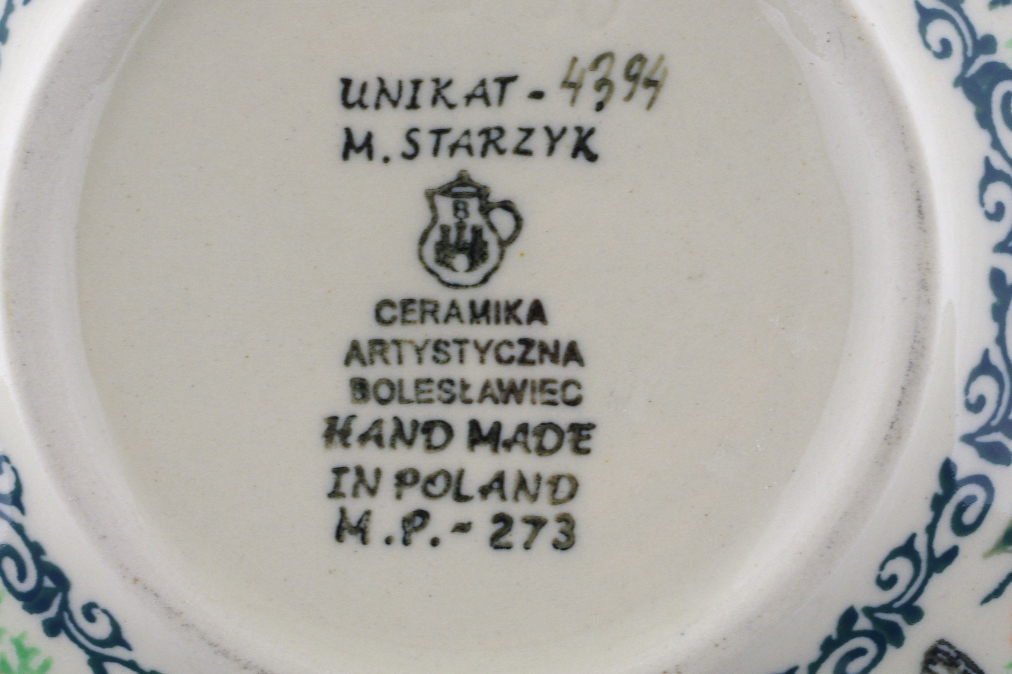 UNIKAT - 4394
M. STARZYK
B
CERAMIKA
ARTYSTYCZNA
BOLESŁAWIEC
HAND MADE
IN POLAND
M.P. - 273